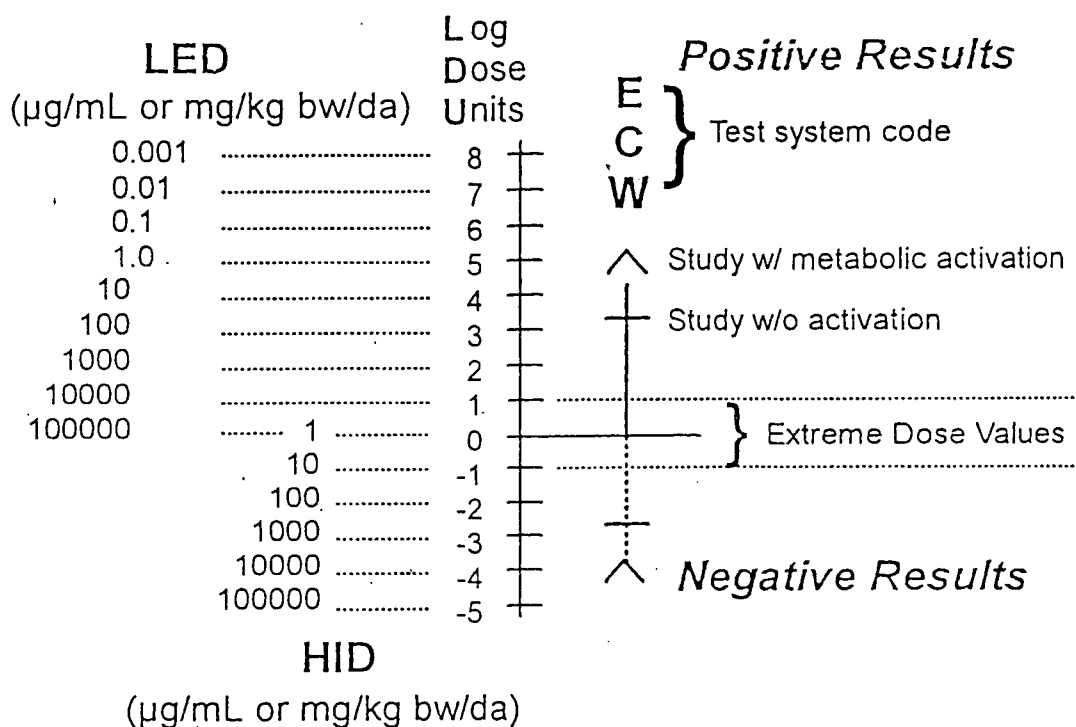 LED
(µg/mL or mg/kg bw/da)
Log
Dose
Units
Positive Results
E
C
W
Test system code
0.001 8
0.01 7
0.1 6
1.0 5
Study w/ metabolic activation
10 4
100 3
Study w/o activation
1000 2
10000 1
100000 1 0
Extreme Dose Values
10 -1
100 -2
1000 -3
10000 -4
100000 -5
Negative Results
HID
(µg/mL or mg/kg bw/da)